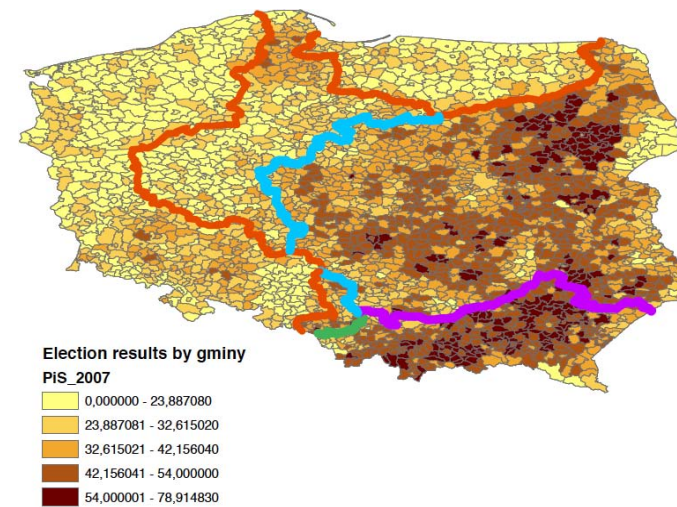 Election results by gminy
PiS_2007
0,000000 - 23,887080
23,887081 - 32,615020
32,615021 - 42,156040
42,156041 - 54,000000
54,000001 - 78,914830